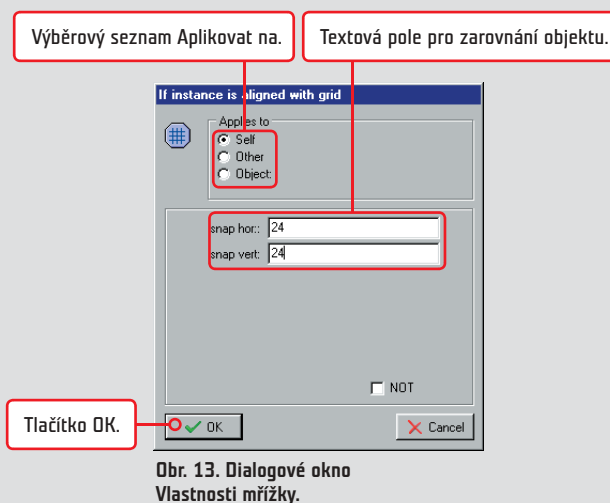 Výběrový seznam Aplikovat na.
Textová pole pro zarovnání objektu.
If instance is aligned with grid
Applies to
Self
Other
Object:
snap hor.: 24
snap vert: 24
NOT
Tlačítko OK.
OK
Cancel
Obr. 13. Dialogové okno
Vlastnosti mřížky.